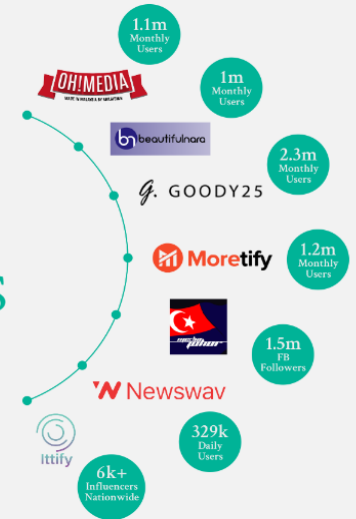 1.1m
Monthly
Users
OH!MEDIA
1m
Monthly
Users
bn beautifulnara
2.3m
Monthly
Users
g. GOODY25
Moretify
1.2m
Monthly
Users
1.5m
FB
Followers
Newswav
329k
Daily
Users
Ittify
6k+
Influencers
Nationwide
S